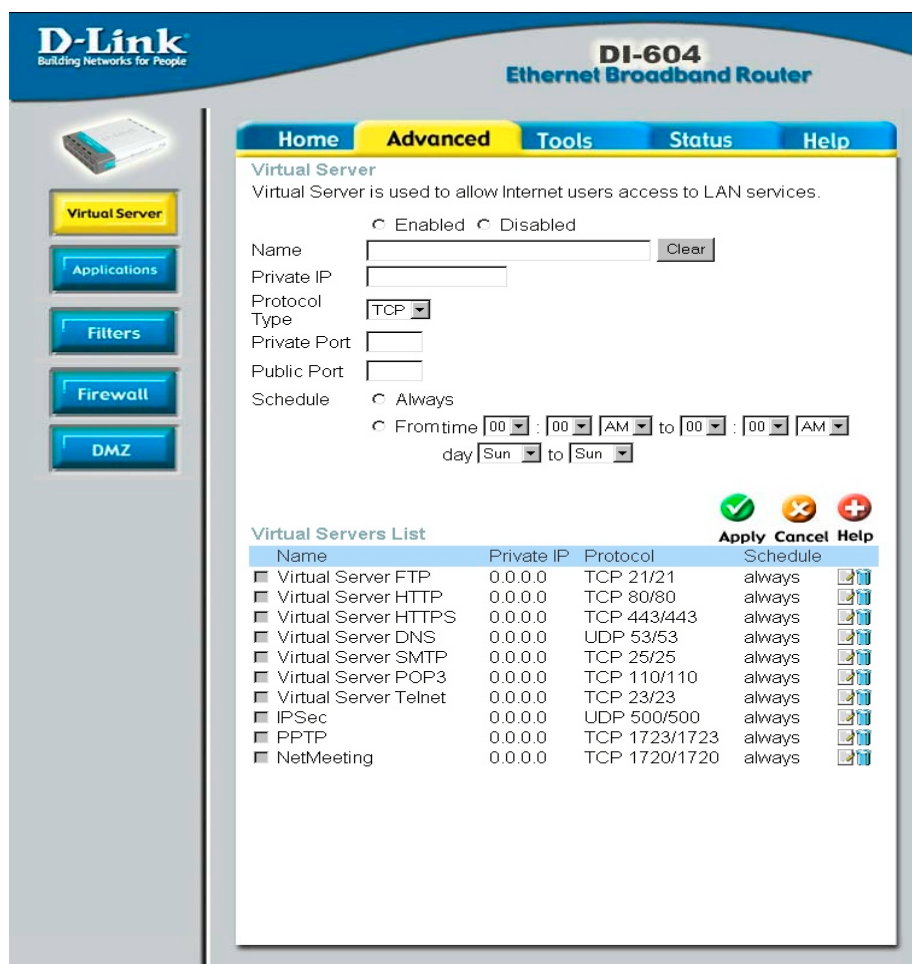 D-Link
Building Networks for People
DI-604
Ethernet Broadband Router
Home Advanced Tools Status Help
Virtual Server
Applications
Filters
Firewall
DMZ
Virtual Server
Virtual Server is used to allow Internet users access to LAN services.
Enabled Disabled
Name Clear
Private IP
Protocol
Type TCP
Private Port
Public Port
Schedule Always
From time 00 : 00 AM to 00 : 00 AM
day Sun to Sun
Apply Cancel Help
Virtual Servers List
Name Private IP Protocol Schedule
Virtual Server FTP 0.0.0.0 TCP 21/21 always
Virtual Server HTTP 0.0.0.0 TCP 80/80 always
Virtual Server HTTPS 0.0.0.0 TCP 443/443 always
Virtual Server DNS 0.0.0.0 UDP 53/53 always
Virtual Server SMTP 0.0.0.0 TCP 25/25 always
Virtual Server POP3 0.0.0.0 TCP 110/110 always
Virtual Server Telnet 0.0.0.0 TCP 23/23 always
IPSec 0.0.0.0 UDP 500/500 always
PPTP 0.0.0.0 TCP 1723/1723 always
NetMeeting 0.0.0.0 TCP 1720/1720 always